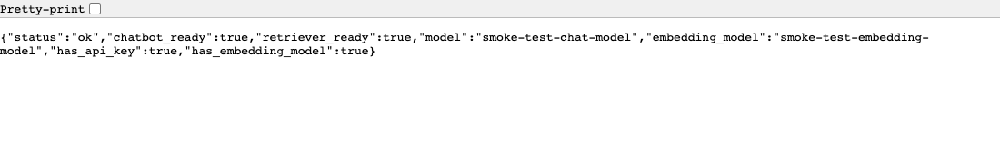 Pretty-print
{"status":"ok","chatbot_ready":true,"retriever_ready":true,"model":"smoke-test-chat-model","embedding_model":"smoke-test-embedding-
model","has_api_key":true,"has_embedding_model":true}